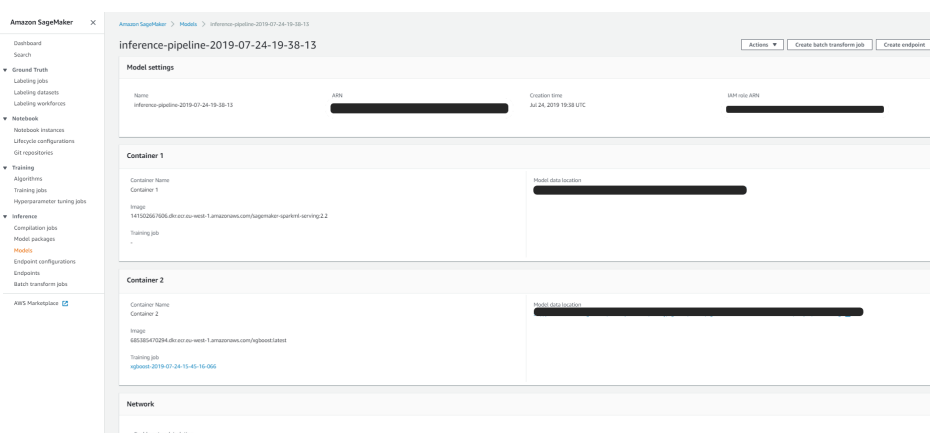 Amazon SageMaker
Dashboard
Search
Ground Truth
Labeling jobs
Labeling datasets
Labeling workforces
Notebook
Notebook instances
Lifecycle configurations
Git repositories
Training
Algorithms
Training jobs
Hyperparameter tuning jobs
Inference
Compilation jobs
Model packages
Models
Endpoint configurations
Endpoints
Batch transform jobs
AWS Marketplace
Amazon SageMaker > Models > Inference-pipeline-2019-07-24-19-38-13
inference-pipeline-2019-07-24-19-38-13
Actions
Create batch transform job
Create endpoint
Model settings
Name
inference-pipeline-2019-07-24-19-38-13
ARN
Creation time
Jul 24, 2019 19:38 UTC
IAM role ARN
Container 1
Container Name
Container 1
Model data location
Image
141502667606.dkr.ecr.eu-west-1.amazonaws.com/sagemaker-sparkml-serving:2.2
Training job
-
Container 2
Container Name
Container 2
Model data location
Image
685385470294.dkr.ecr.eu-west-1.amazonaws.com/xgboost:latest
Training job
xgboost-2019-07-24-15-45-16-066
Network